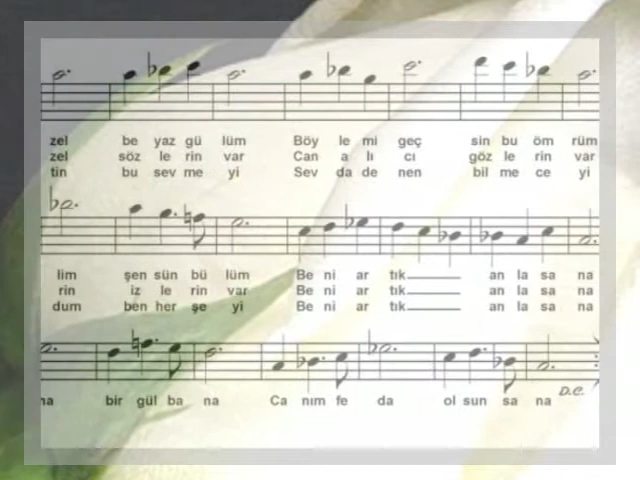 zel be yaz gü lüm Böy le mi geç sin bu öm rüm
zel söz le rin var Can a lı cı göz le rin var
tin bu sev me yi Sev da de nen bil me ce yi
lim şen sün bü lüm Be ni ar tık______ an la sa na
rin iz le rin var Be ni ar tık______ an la sa na
dum ben her şe yi Be ni ar tık______ an la sa na
na bir gül ba na Ca nım fe da ol sun sa na
D.C.